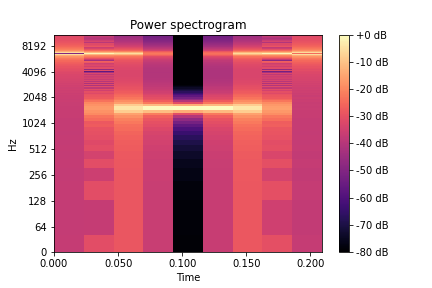 Power spectrogram
8192
4096
2048
1024
512
256
128
64
0
Hz
0.000 0.050 0.100 0.150 0.200
Time
+0 dB
-10 dB
-20 dB
-30 dB
-40 dB
-50 dB
-60 dB
-70 dB
-80 dB